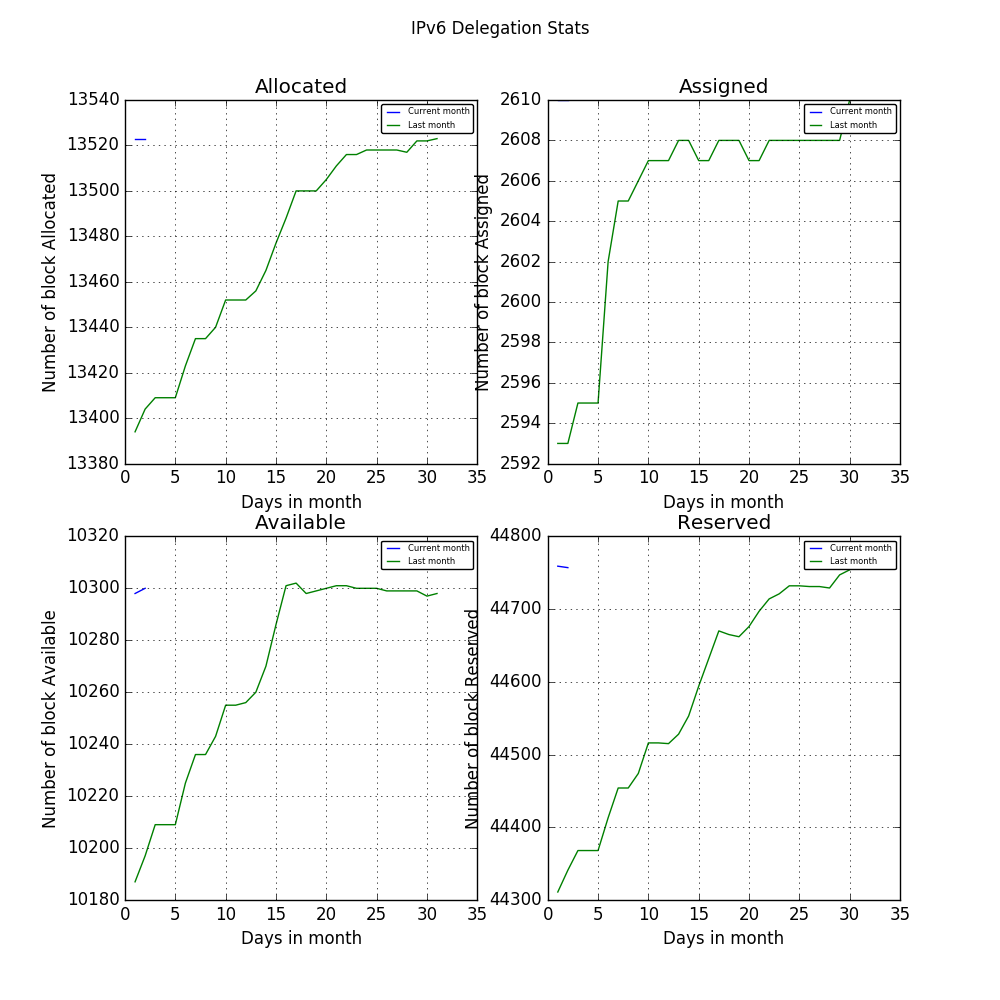 IPv6 Delegation Stats
Allocated
Number of block Allocated
13540
13520
13500
13480
13460
13440
13420
13400
13380
0 5 10 15 20 25 30 35
Days in month
Current month
Last month
Assigned
Number of block Assigned
2610
2608
2606
2604
2602
2600
2598
2596
2594
2592
0 5 10 15 20 25 30 35
Days in month
Current month
Last month
Available
Number of block Available
10320
10300
10280
10260
10240
10220
10200
10180
0 5 10 15 20 25 30 35
Days in month
Current month
Last month
Reserved
Number of block Reserved
44800
44700
44600
44500
44400
44300
0 5 10 15 20 25 30 35
Days in month
Current month
Last month